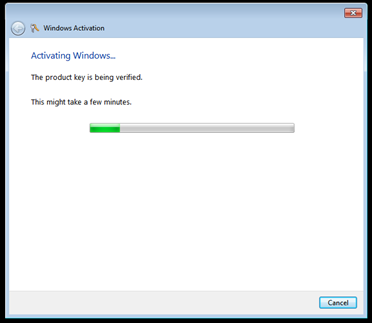 Windows Activation
Activating Windows...
The product key is being verified.
This might take a few minutes.
Cancel